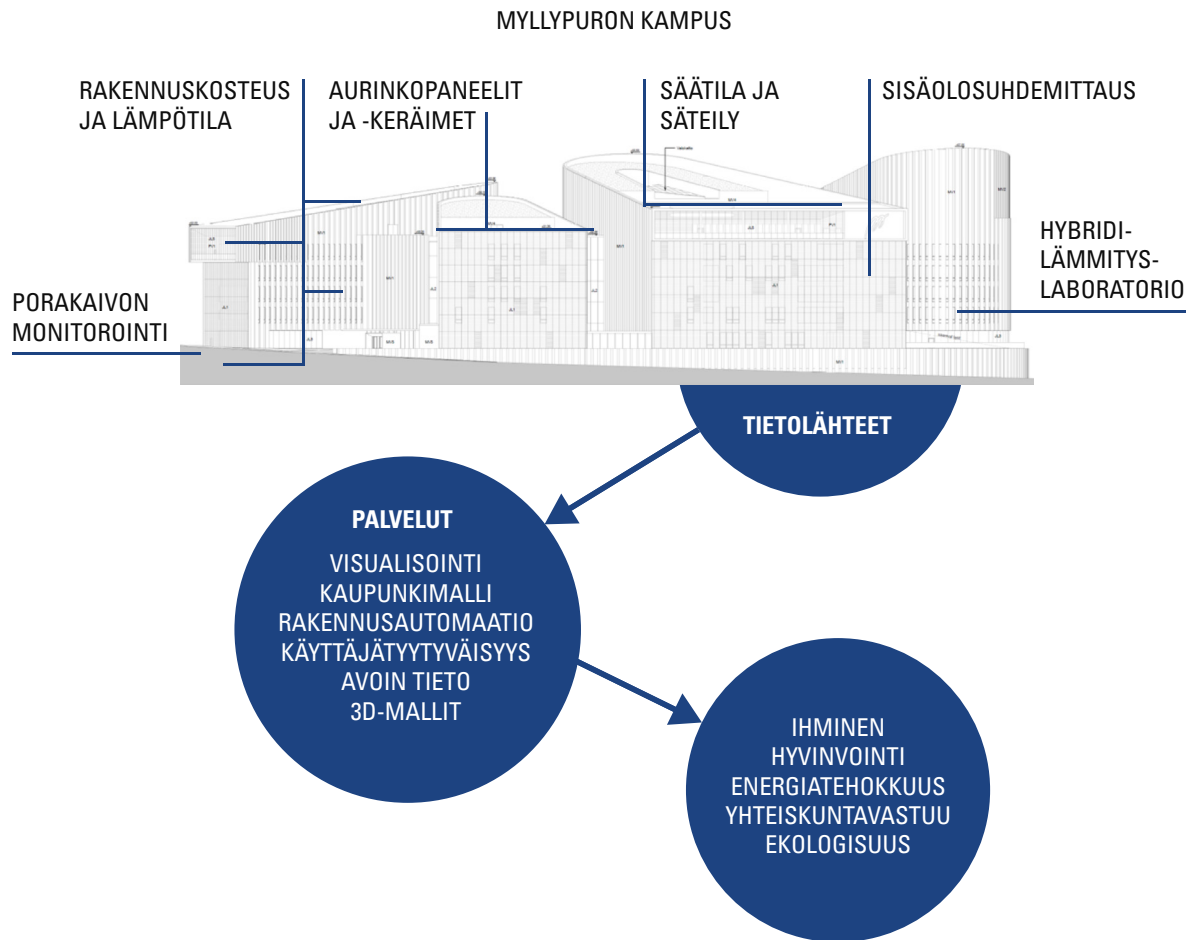 MYLLYPURON KAMPUS
RAKENNUSKOSTEUS
JA LÄMPÖTILA
AURINKOPANEELIT
JA -KERÄIMET
SÄÄTILA JA
SÄTEILY
SISÄOLOSUHDEMITTAUS
HYBRIDI-
LÄMMITYS-
LABORATORIO
PORAKAIVON
MONITOROINTI
TIETOLÄHTEET
PALVELUT
VISUALISOINTI
KAUPUNKIMALLI
RAKENNUSAUTOMAATIO
KÄYTTÄJÄTYYTYVÄISYYS
AVOIN TIETO
3D-MALLIT
IHMINEN
HYVINVOINTI
ENERGIATEHOKKUUS
YHTEISKUNTAVASTUU
EKOLOGISUUS